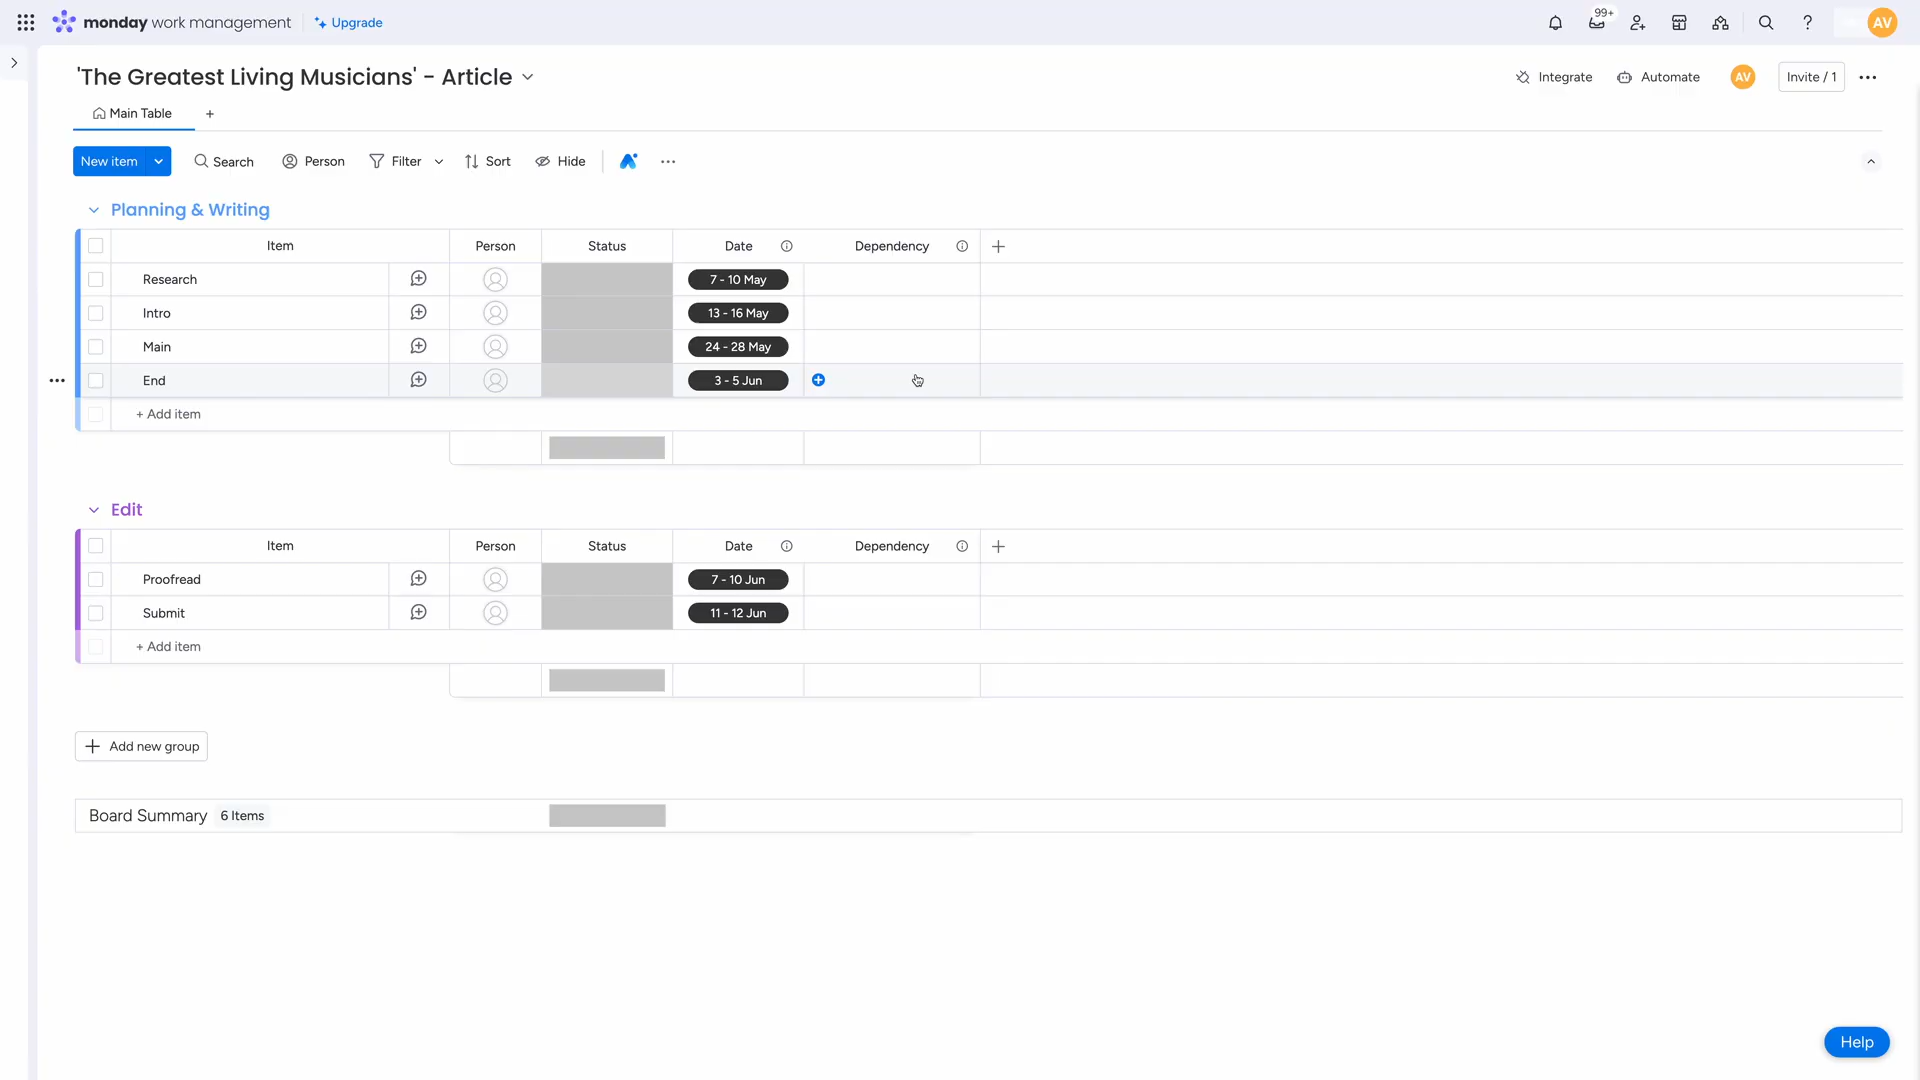 monday work management Upgrade 99+ AV
'The Greatest Living Musicians' - Article Integrate Automate AV Invite / 1
Main Table
New item Search Person Filter Sort Hide
Planning & Writing
Item Person Status Date Dependency
Research 7 - 10 May
Intro 13 - 16 May
Main 24 - 28 May
End 3 - 5 Jun
+ Add item
Edit
Item Person Status Date Dependency
Proofread 7 - 10 Jun
Submit 11 - 12 Jun
+ Add item
Add new group
Board Summary 6 Items
Help